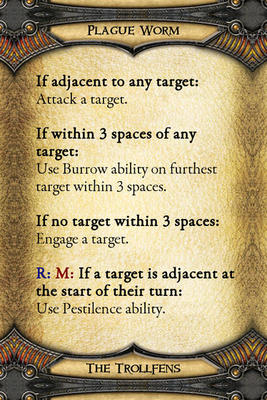 Plague Worm
If adjacent to any target:
Attack a target.
If within 3 spaces of any
target:
Use Burrow ability on furthest
target within 3 spaces.
If no target within 3 spaces:
Engage a target.
R: M: If a target is adjacent at
the start of their turn:
Use Pestilence ability.
The Trollfens